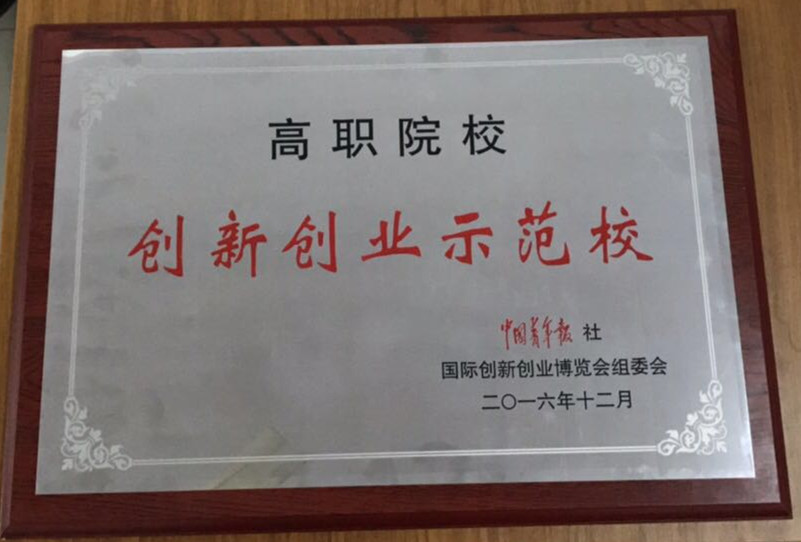 高职院校
创新创业示范校
中国青年报 社
国际创新创业博览会组委会
二〇一六年十二月